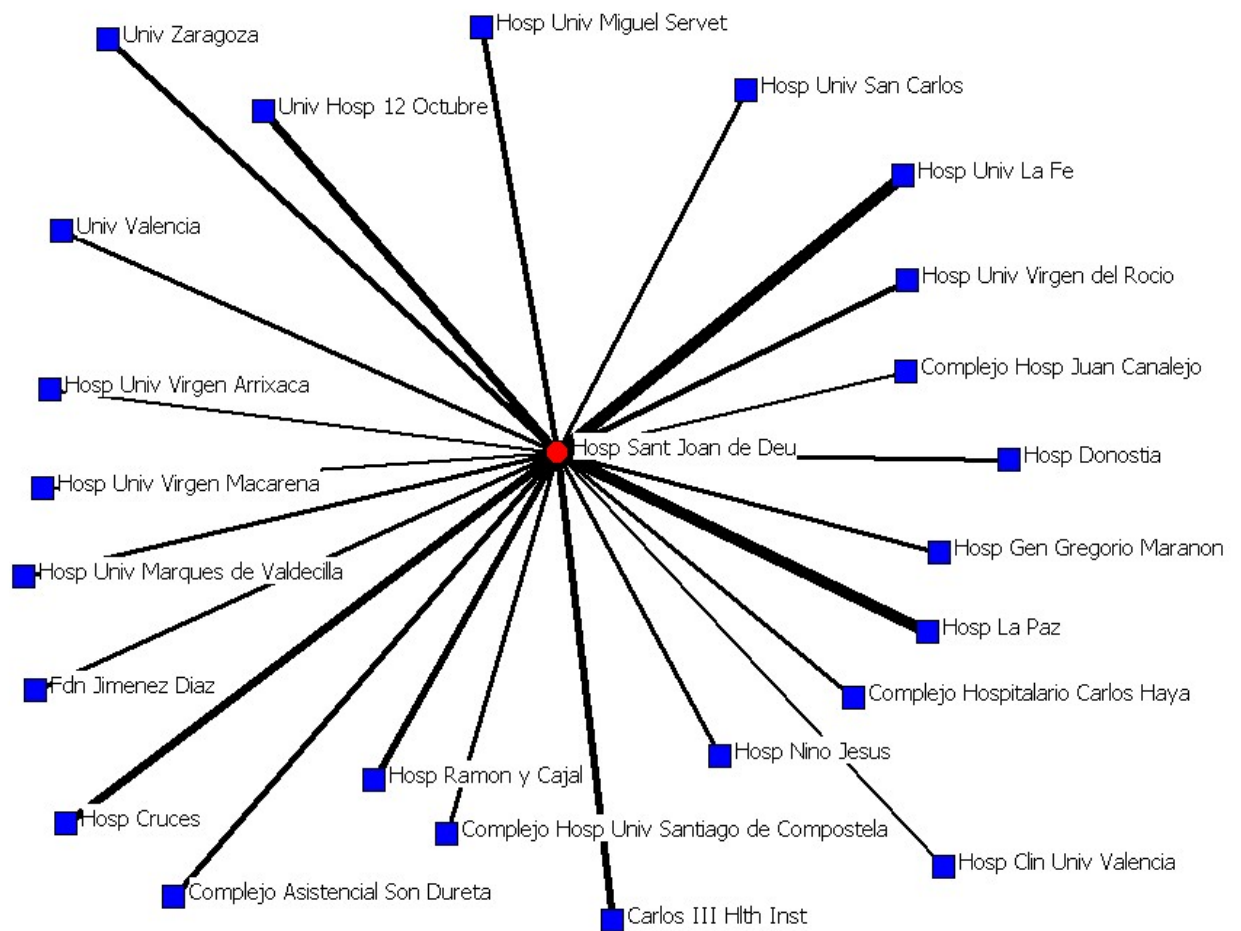 Hosp Univ Miguel Servet
Univ Zaragoza
Hosp Univ San Carlos
Univ Hosp 12 Octubre
Hosp Univ La Fe
Univ Valencia
Hosp Univ Virgen del Rocio
Complejo Hosp Juan Canalejo
Hosp Univ Virgen Arrixaca
Hosp Sant Joan de Deu
Hosp Donostia
Hosp Univ Virgen Macarena
Hosp Gen Gregorio Maranon
Hosp Univ Marques de Valdecilla
Hosp La Paz
Fdn Jimenez Diaz
Complejo Hospitalario Carlos Haya
Hosp Nino Jesus
Hosp Ramon y Cajal
Hosp Cruces
Complejo Hosp Univ Santiago de Compostela
Hosp Clin Univ Valencia
Complejo Asistencial Son Dureta
Carlos III Hlth Inst